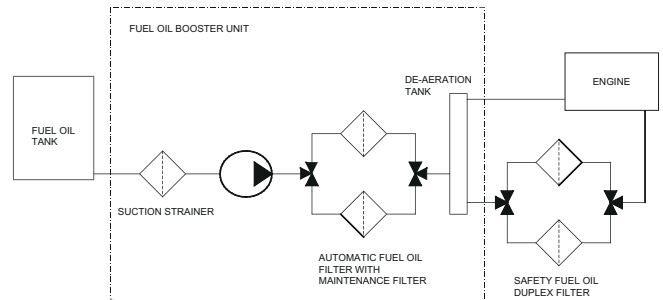 FUEL OIL BOOSTER UNIT
DE-AERATION
TANK
ENGINE
FUEL OIL
TANK
SUCTION STRAINER
AUTOMATIC FUEL OIL
FILTER WITH
MAINTENANCE FILTER
SAFETY FUEL OIL
DUPLEX FILTER